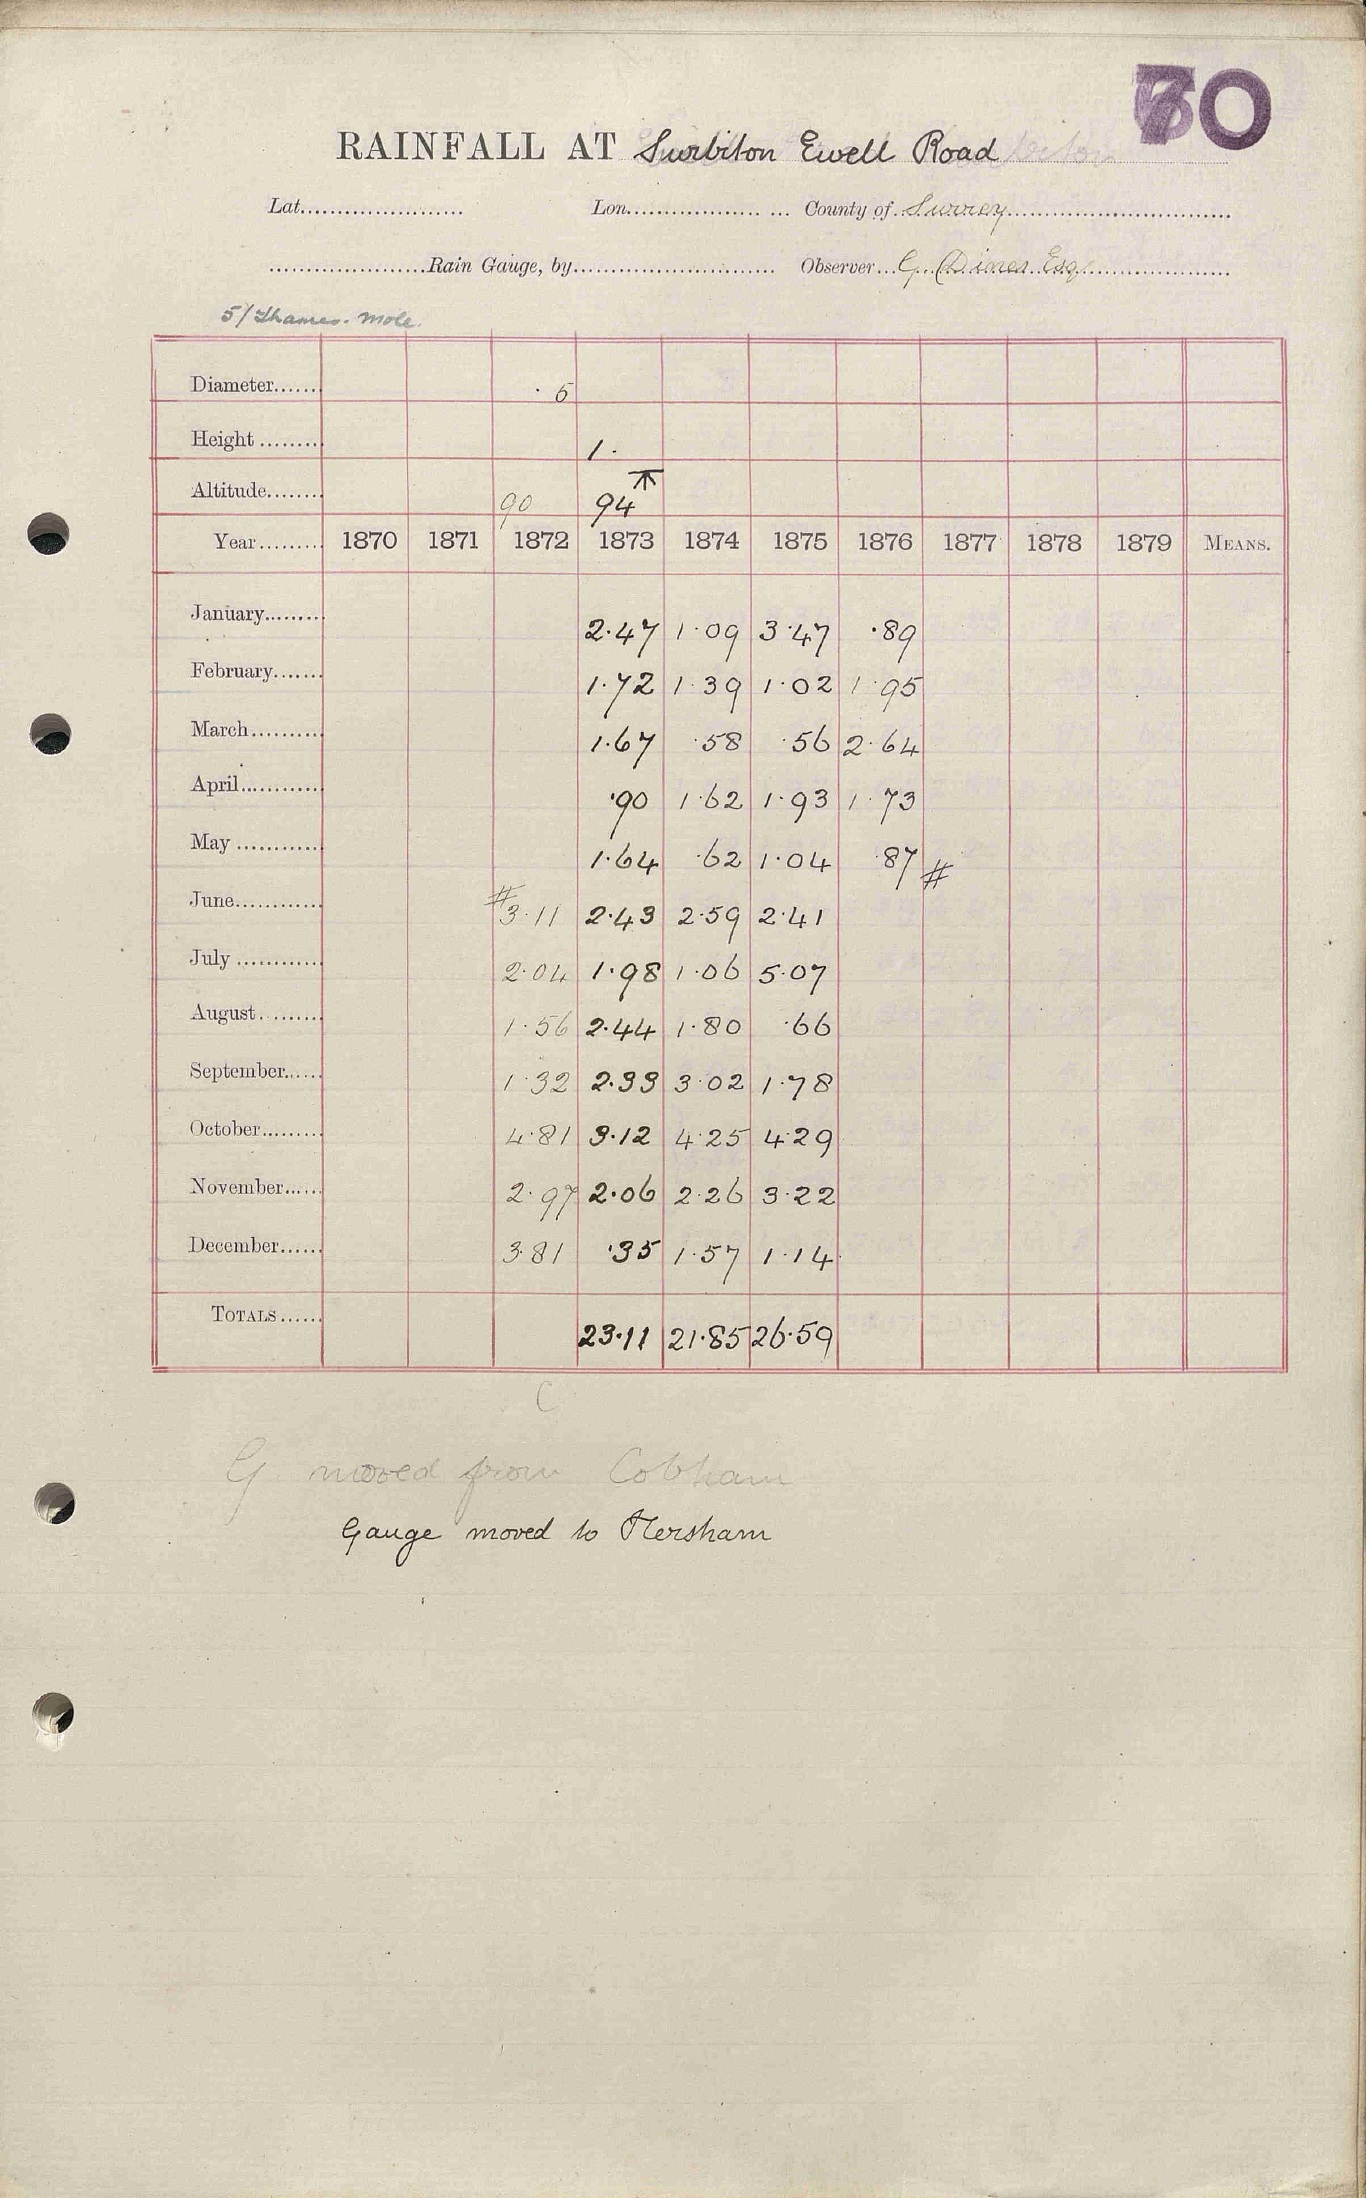 70
RAINFALL AT Surbiton Ewell Road
Lat. Lon. County of Surrey
Rain Gauge, by Observer G. Dines Esq
5/Thames. Mole.
Diameter 5
Height 1.
Altitude 90 94
Year 1870 1871 1872 1873 1874 1875 1876 1877 1878 1879 MEANS.
January 2.47 1.09 3.47 .89
February 1.72 1.39 1.02 1.95
March 1.67 .58 .56 2.64
April .90 1.62 1.93 1.73
May 1.64 .62 1.04 .87 #
June #3.11 2.43 2.59 2.41
July 2.04 1.98 1.06 5.07
August 1.56 2.44 1.80 .66
September 1.32 2.33 3.02 1.78
October 4.81 3.12 4.25 4.29
November 2.97 2.06 2.26 3.22
December 3.81 .35 1.57 1.14
TOTALS 23.11 21.85 26.59
C
G moved from Cobham
Gauge moved to Hersham